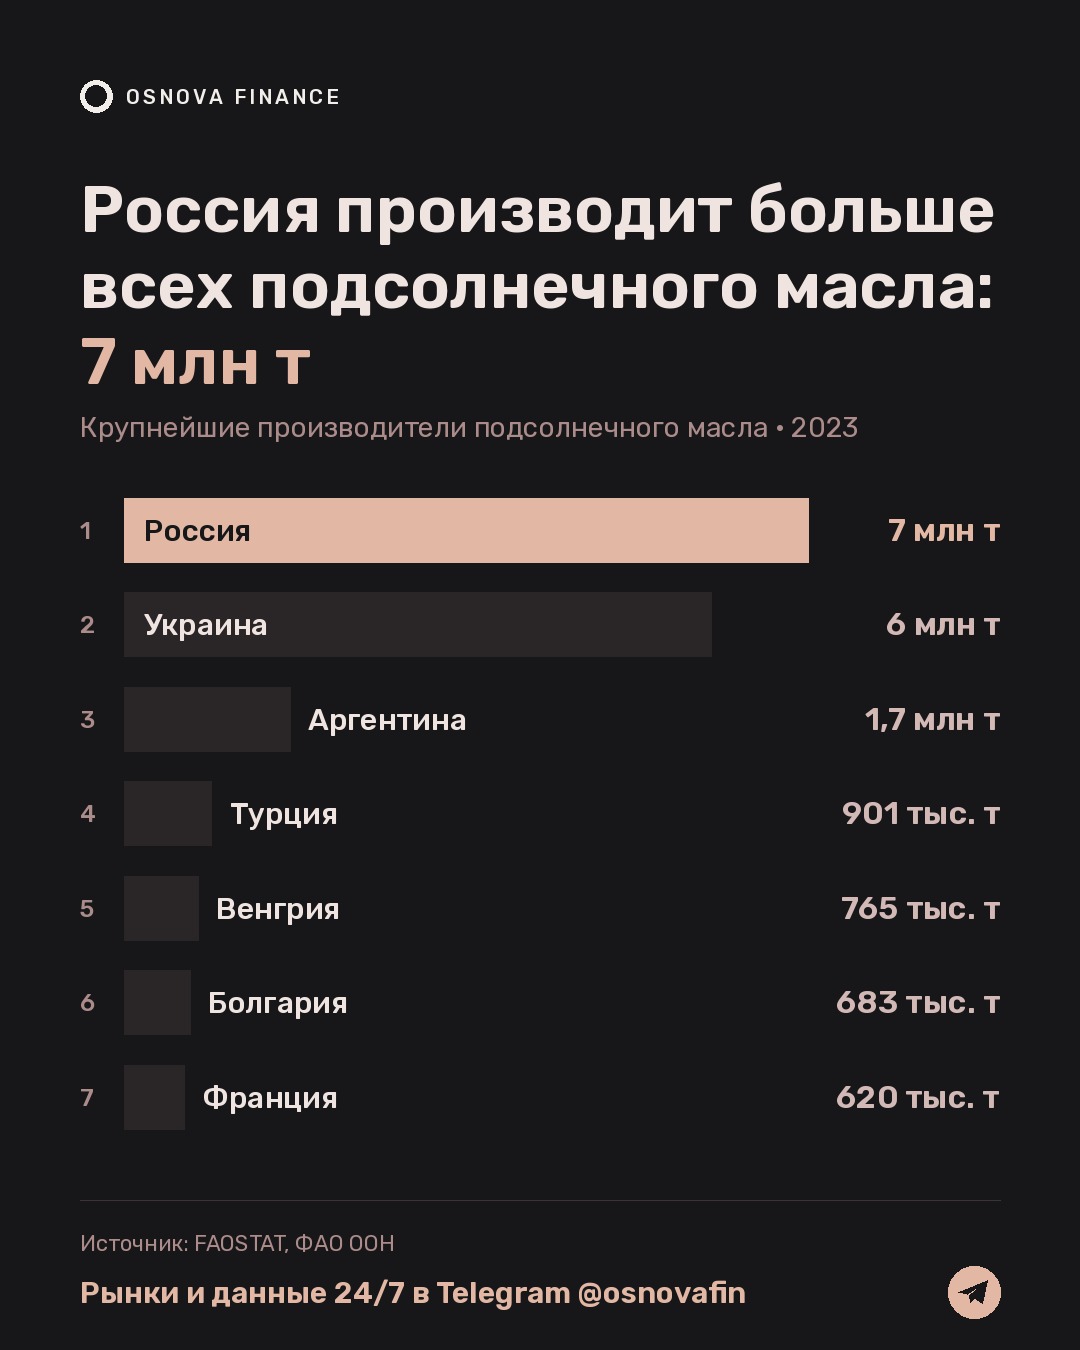 OSNOVA FINANCE
Россия производит больше
всех подсолнечного масла:
7 млн т
Крупнейшие производители подсолнечного масла • 2023
1 Россия 7 млн т
2 Украина 6 млн т
3 Аргентина 1,7 млн т
4 Турция 901 тыс. т
5 Венгрия 765 тыс. т
6 Болгария 683 тыс. т
7 Франция 620 тыс. т
Источник: FAOSTAT, ФАО ООН
Рынки и данные 24/7 в Telegram @osnovafin